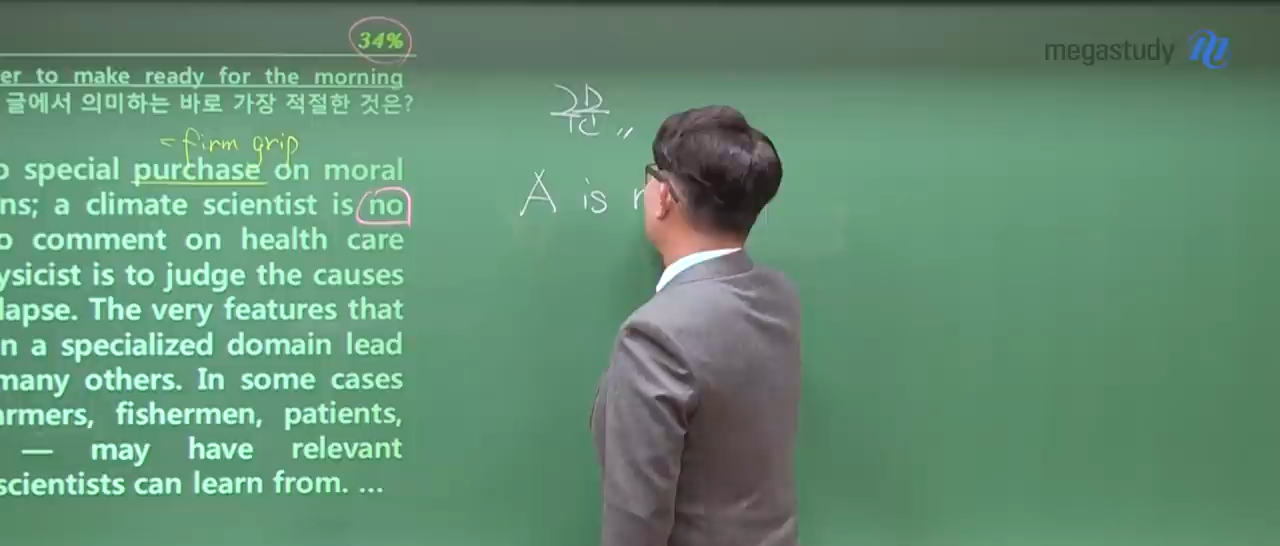 34%
er to make ready for the morning
글에서 의미하는 바로 가장 적절한 것은?
= firm grip
o special purchase on moral
ns; a climate scientist is no
o comment on health care
ysicist is to judge the causes
lapse. The very features that
n a specialized domain lead
many others. In some cases
armers, fishermen, patients,
— may have relevant
scientists can learn from. ...
A is
megastudy